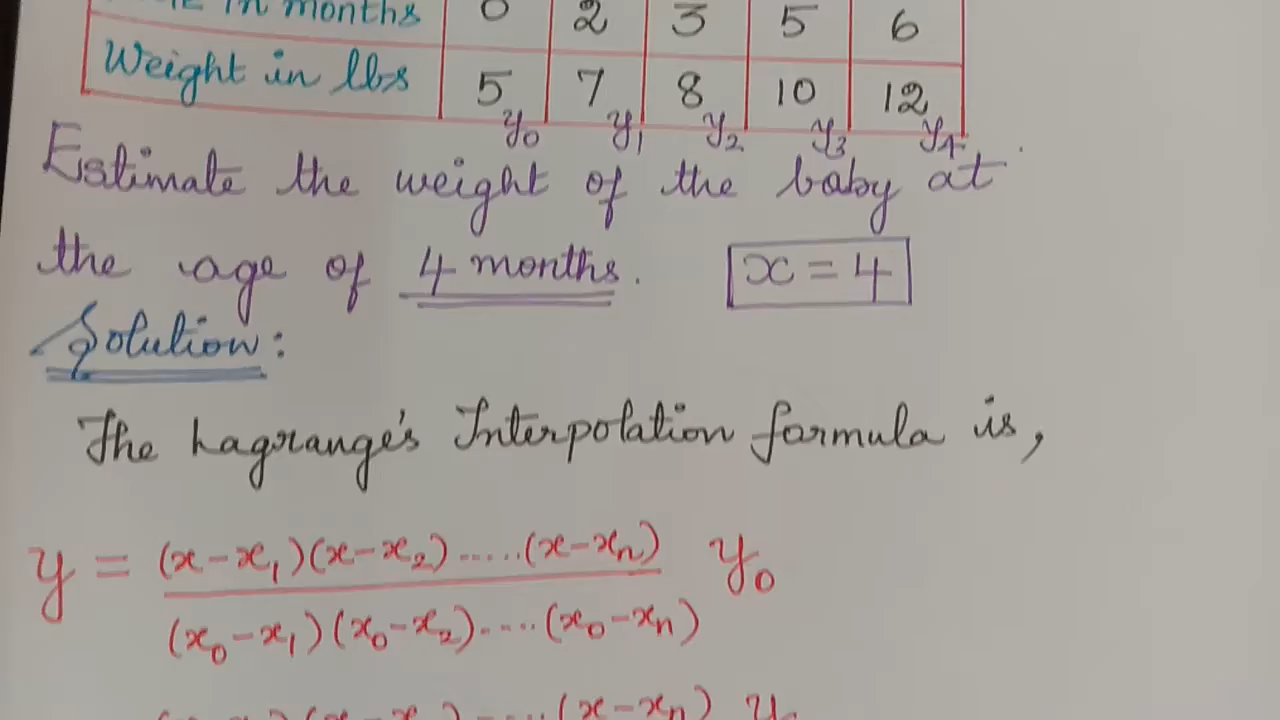 in months 0 2 3 5 6
Weight in lbs 5 7 8 10 12
y₀ y₁ y₂ y₃ y₄
Estimate the weight of the baby at
the age of 4 months. x = 4
Solution:
The Lagrange's Interpolation formula is,
y = (x-x₁)(x-x₂).....(x-xₙ) y₀
(x₀-x₁)(x₀-x₂).....(x₀-xₙ)
(x-xₙ)